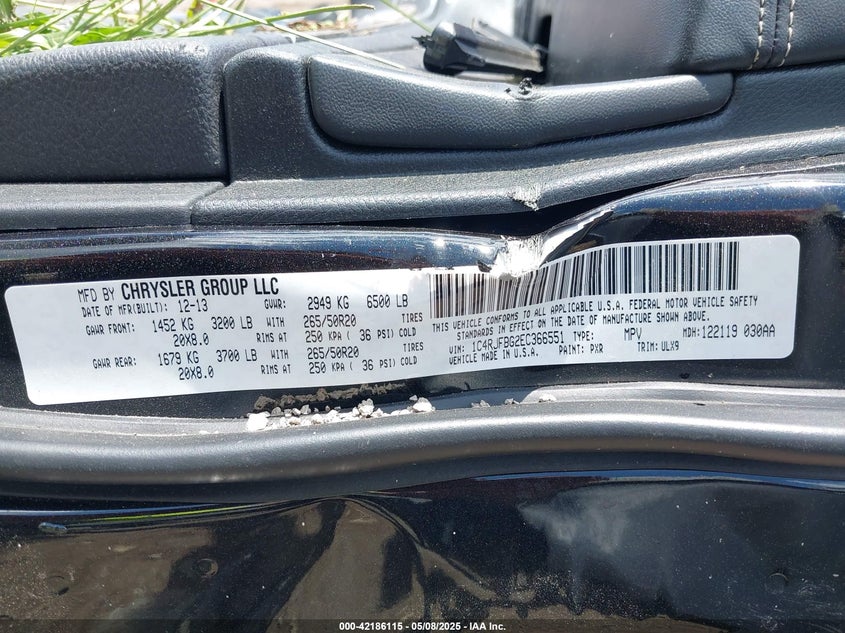 MFD BY CHRYSLER GROUP LLC
DATE OF MFR(BUILT): 12-13 GVWR: 2949 KG 6500 LB
GAWR FRONT: 1452 KG 3200 LB WITH 265/50R20 TIRES
20X8.0 RIMS AT 250 KPA ( 36 PSI) COLD
GAWR REAR: 1679 KG 3700 LB WITH 265/50R20 TIRES
20X8.0 RIMS AT 250 KPA ( 36 PSI) COLD
THIS VEHICLE CONFORMS TO ALL APPLICABLE U.S.A. FEDERAL MOTOR VEHICLE SAFETY
STANDARDS IN EFFECT ON THE DATE OF MANUFACTURE SHOWN ABOVE.
VIN: 1C4RJFBG2EC366551 TYPE: MPV MDH: 122119 030AA
VEHICLE MADE IN U.S.A. PAINT: PXR TRIM: ULX9
000-42186115 - 05/08/2025 - IAA Inc.